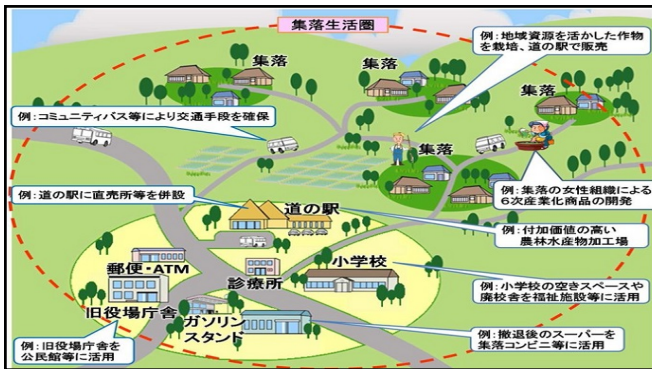 集落生活圏
例:地域資源を活かした作物
を栽培、道の駅で販売
集落
集落
集落
例:コミュニティバス等により交通手段を確保
集落
例:道の駅に直売所等を併設
道の駅
例:集落の女性組織による
6次産業化商品の開発
例:付加価値の高い
農林水産物加工場
郵便・ATM
診療所
小学校
例:小学校の空きスペースや
廃校舎を福祉施設等に活用
旧役場庁舎
ガソリン
スタンド
例:旧役場庁舎を
公民館等に活用
例:撤退後のスーパーを
集落コンビニ等に活用